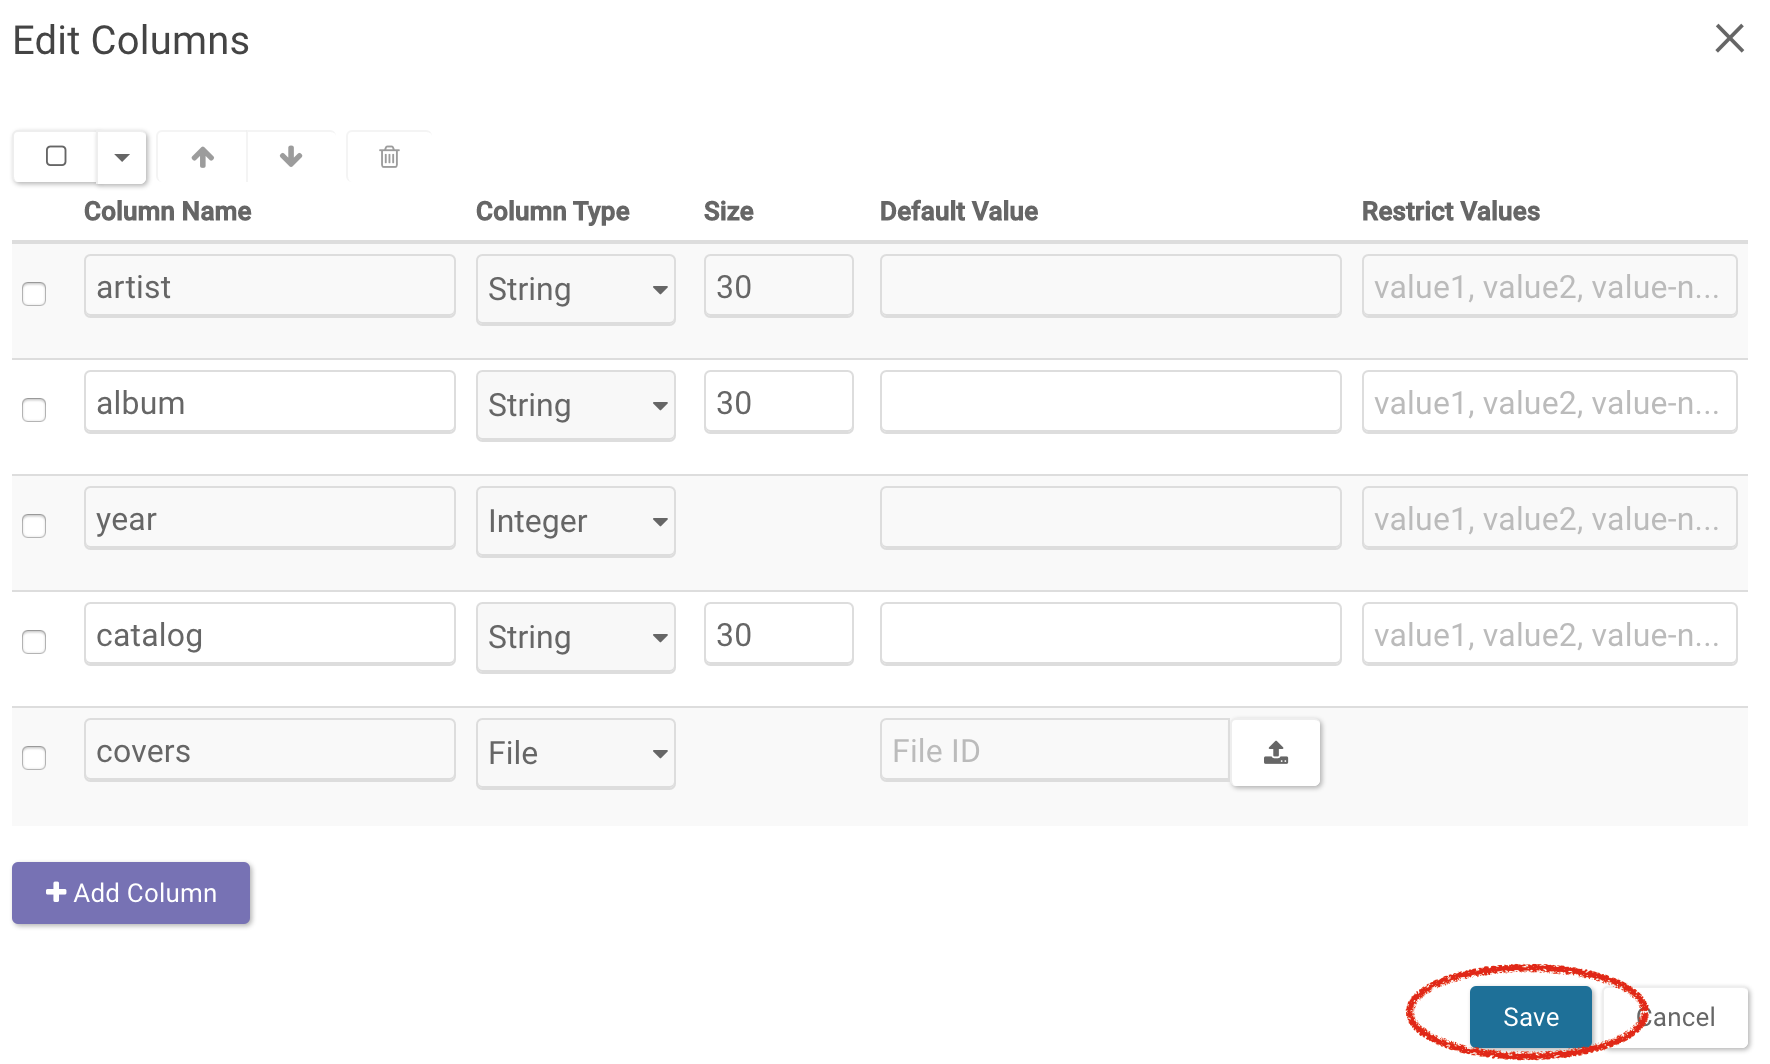 Edit Columns
Column Name Column Type Size Default Value Restrict Values
artist String 30 value1, value2, value-n...
album String 30 value1, value2, value-n...
year Integer value1, value2, value-n...
catalog String 30 value1, value2, value-n...
covers File File ID
Add Column
Save Cancel